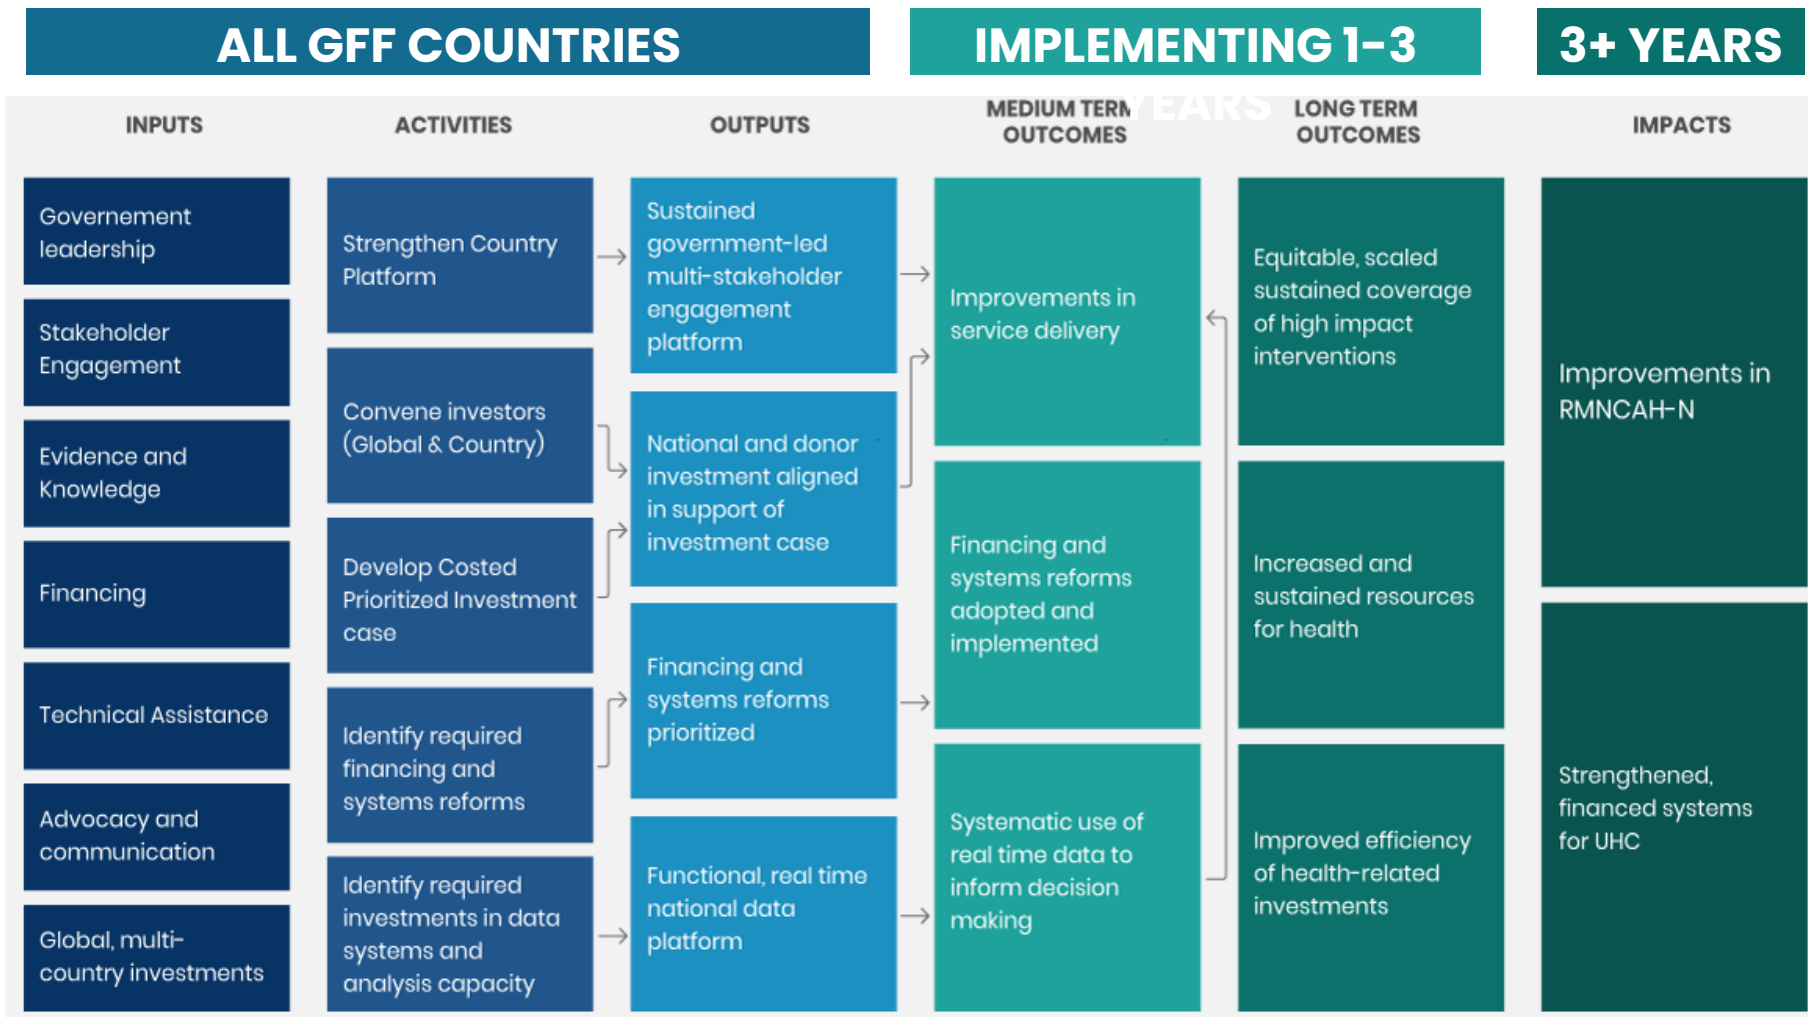 ALL GFF COUNTRIES
IMPLEMENTING 1-3
YEARS
3+ YEARS
INPUTS
ACTIVITIES
OUTPUTS
MEDIUM TERM
OUTCOMES
LONG TERM
OUTCOMES
IMPACTS
Governement
leadership
Stakeholder
Engagement
Evidence and
Knowledge
Financing
Technical Assistance
Advocacy and
communication
Global, multi-
country investments
Strengthen Country
Platform
Convene investors
(Global & Country)
Develop Costed
Prioritized Investment
case
Identify required
financing and
systems reforms
Identify required
investments in data
systems and
analysis capacity
Sustained
government-led
multi-stakeholder
engagement
platform
National and donor
investment aligned
in support of
investment case
Financing and
systems reforms
prioritized
Functional, real time
national data
platform
Improvements in
service delivery
Financing and
systems reforms
adopted and
implemented
Systematic use of
real time data to
inform decision
making
Equitable, scaled
sustained coverage
of high impact
interventions
Increased and
sustained resources
for health
Improved efficiency
of health-related
investments
Improvements in
RMNCAH-N
Strengthened,
financed systems
for UHC